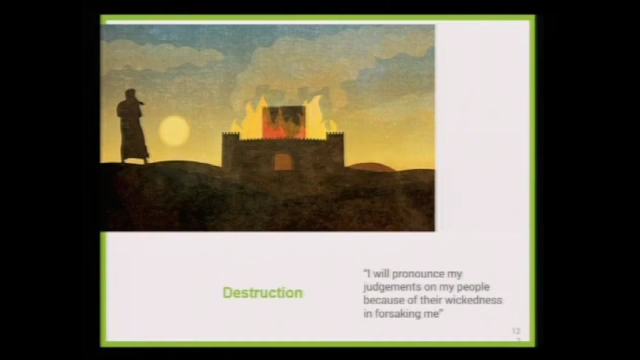 Destruction
"I will pronounce my
judgements on my people
because of their wickedness
in forsaking me"
12